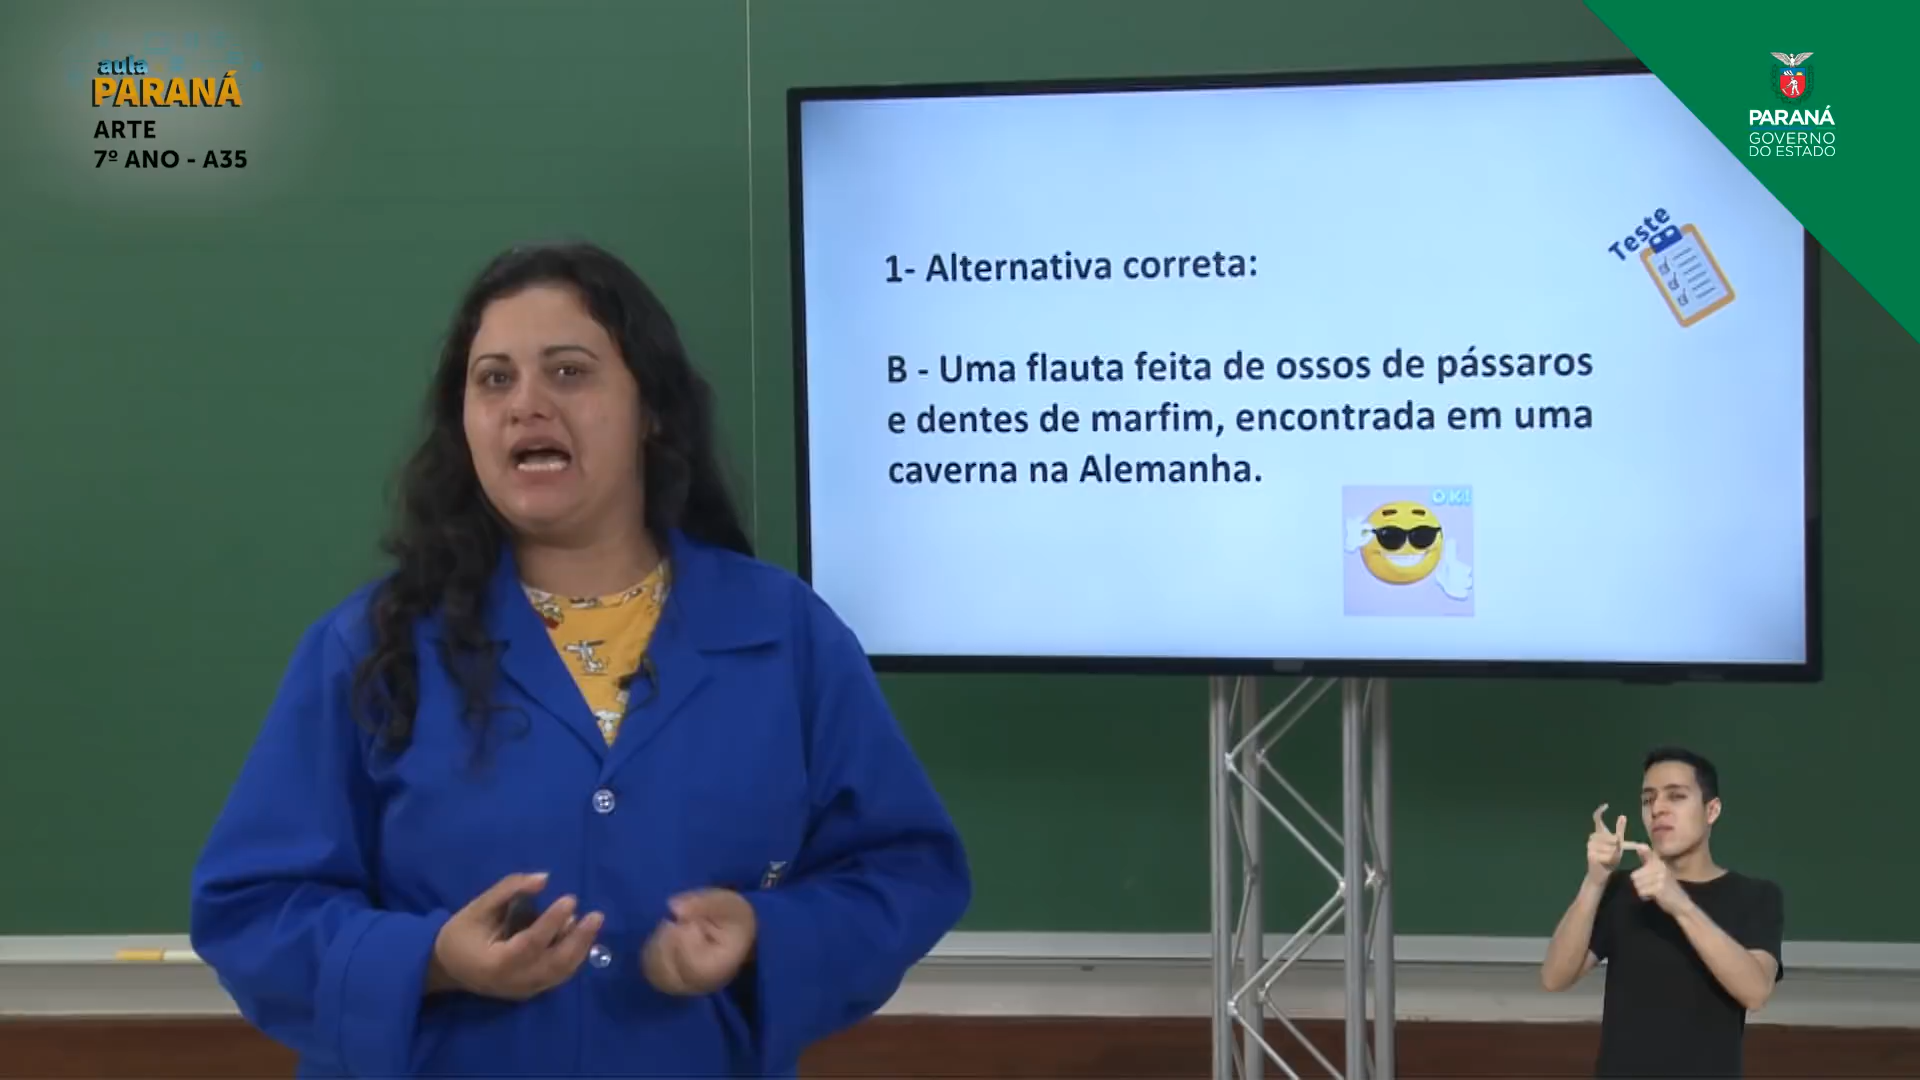 aula
PARANÁ
ARTE
7º ANO - A35
PARANÁ
GOVERNO
DO ESTADO
Teste
1- Alternativa correta:
B - Uma flauta feita de ossos de pássaros
e dentes de marfim, encontrada em uma
caverna na Alemanha.
OK!